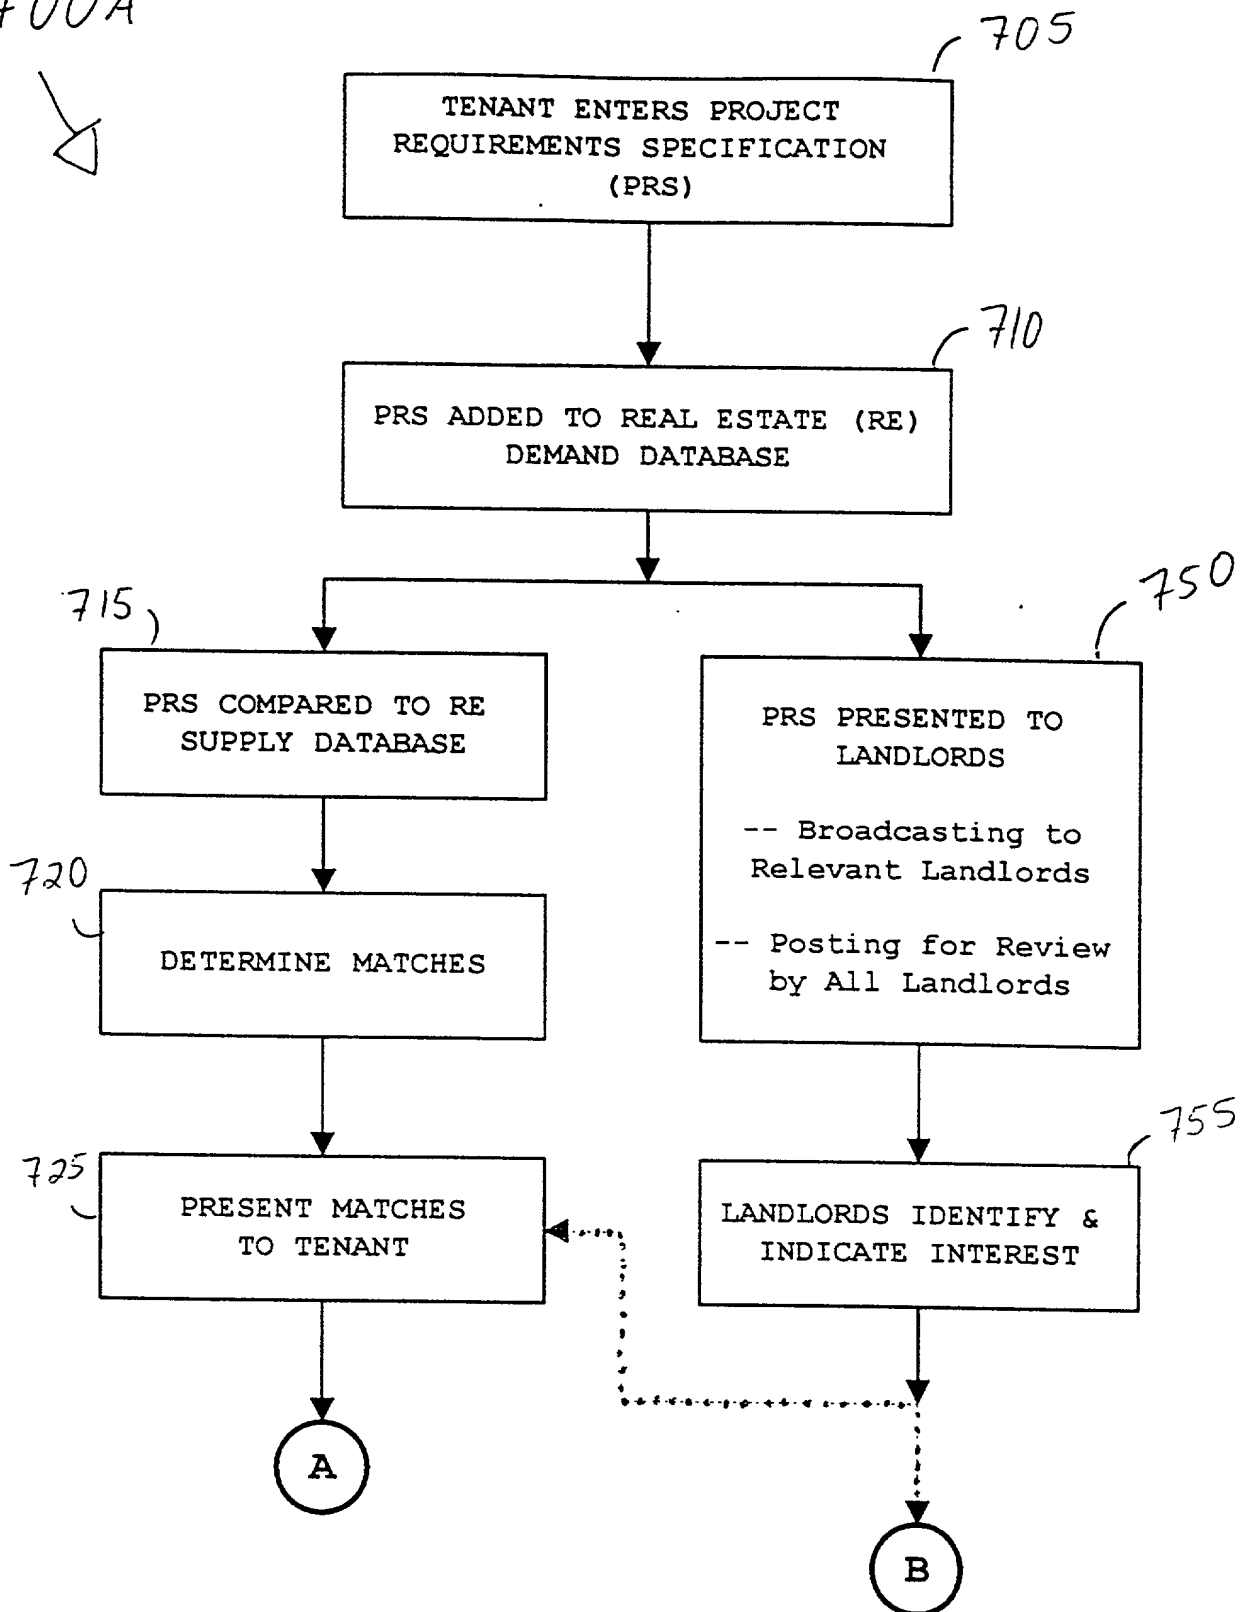 700A
705
TENANT ENTERS PROJECT
REQUIREMENTS SPECIFICATION
(PRS)
710
PRS ADDED TO REAL ESTATE (RE)
DEMAND DATABASE
715
PRS COMPARED TO RE
SUPPLY DATABASE
750
PRS PRESENTED TO
LANDLORDS
-- Broadcasting to
Relevant Landlords
-- Posting for Review
by All Landlords
720
DETERMINE MATCHES
725
PRESENT MATCHES
TO TENANT
755
LANDLORDS IDENTIFY &
INDICATE INTEREST
A
B